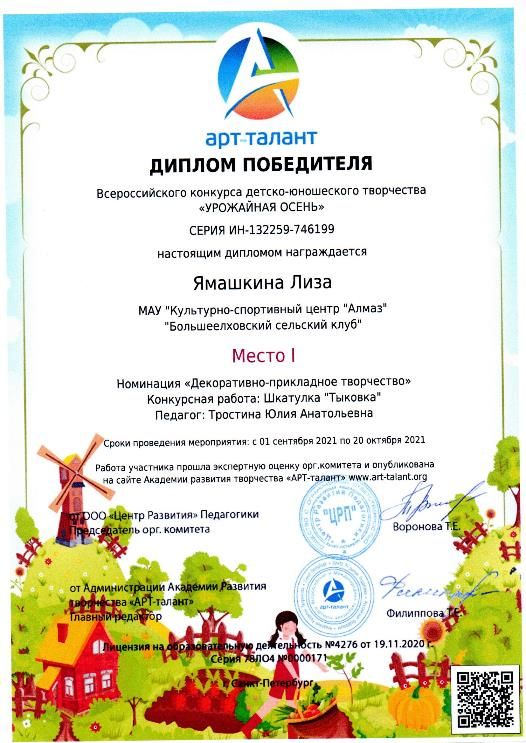 арт-талант
ДИПЛОМ ПОБЕДИТЕЛЯ
Всероссийского конкурса детско-юношеского творчества
«УРОЖАЙНАЯ ОСЕНЬ»
СЕРИЯ ИН-132259-746199
настоящим дипломом награждается
Ямашкина Лиза
МАУ "Культурно-спортивный центр "Алмаз"
"Большеелховский сельский клуб"
Место I
Номинация «Декоративно-прикладное творчество»
Конкурсная работа: Шкатулка "Тыковка"
Педагог: Тростина Юлия Анатольевна
Сроки проведения мероприятия: с 01 сентября 2021 по 20 октября 2021
Работа участника прошла экспертную оценку орг.комитета и опубликована
на сайте Академии развития творчества «АРТ-талант» www.art-talant.org
от ООО «Центр Развития» Педагогики
Председатель орг. комитета
"ЦРП"
Воронова Т.Е.
от Администрации Академии Развития
творчества «АРТ-талант»
Главный редактор
арт-талант
Филиппова Т.Е.
Лицензия на образовательную деятельность №4276 от 19.11.2020 г.
Серия 78ЛО4 №0000171
г. Санкт-Петербург